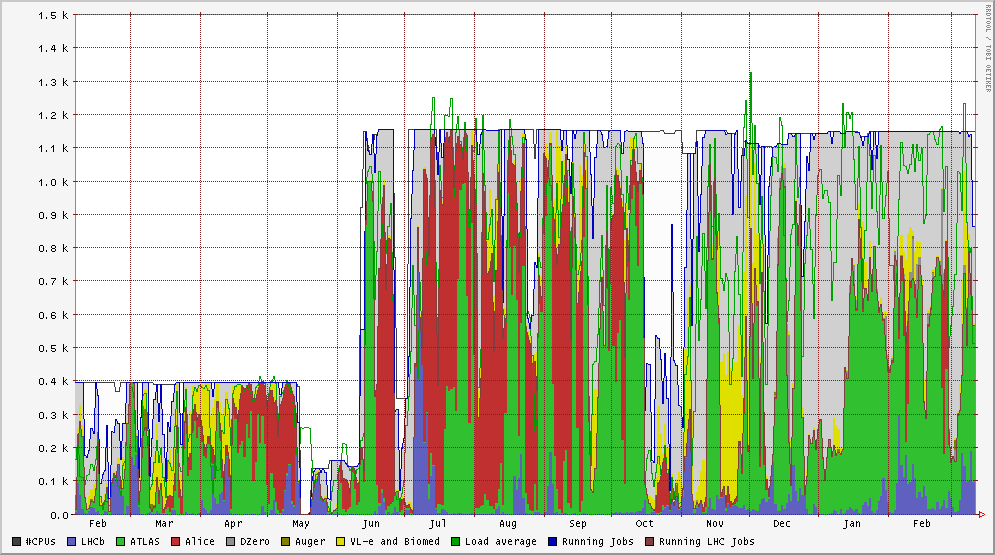 1.5 k
1.4 k
1.3 k
1.2 k
1.1 k
1.0 k
0.9 k
0.8 k
0.7 k
0.6 k
0.5 k
0.4 k
0.3 k
0.2 k
0.1 k
0.0
Feb Mar Apr May Jun Jul Aug Sep Oct Nov Dec Jan Feb
#CPUs LHCb ATLAS Alice DZero Auger VL-e and Biomed Load average Running Jobs Running LHC Jobs
RRDTOOL / TOBI OETIKER